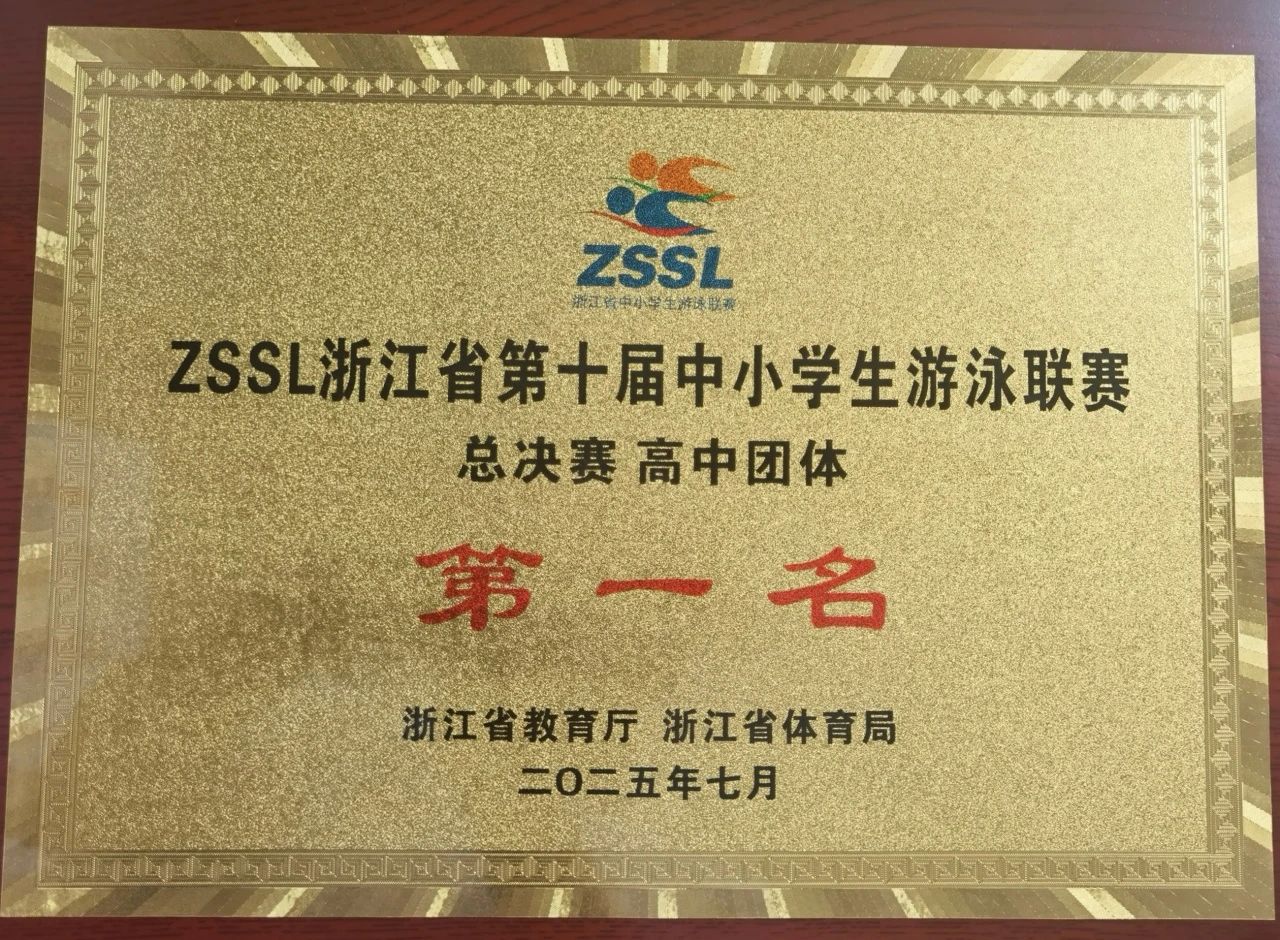 ZSSL
浙江省中小学生游泳联赛
ZSSL浙江省第十届中小学生游泳联赛
总决赛 高中团体
第一名
浙江省教育厅 浙江省体育局
二〇二五年七月